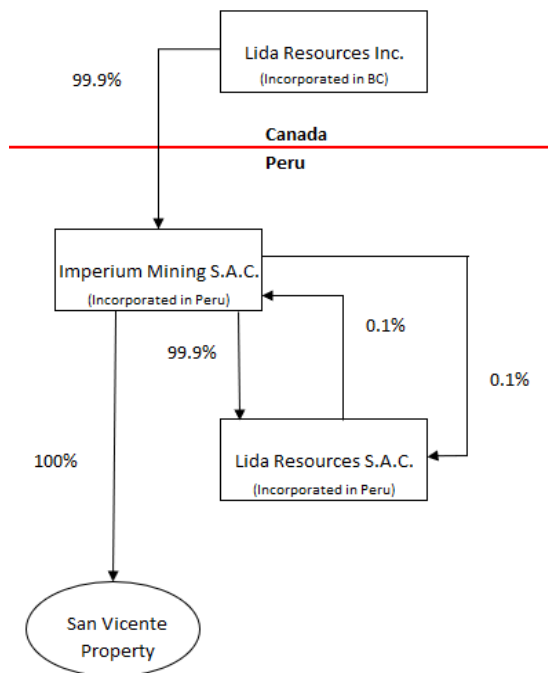 Lida Resources Inc.
(Incorporated in BC)
99.9%
Canada
Peru
Imperium Mining S.A.C.
(Incorporated in Peru)
0.1%
99.9%
0.1%
Lida Resources S.A.C.
(Incorporated in Peru)
100%
San Vicente
Property